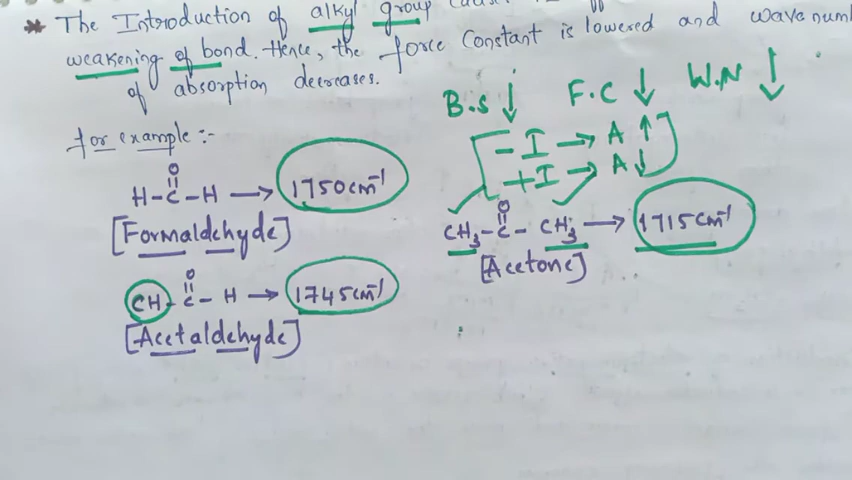 * The Introduction of alkyl group
weakening of bond. Hence, the force Constant is lowered and wave num
of absorption decreases.
B.S ↓ F.C ↓ W.N ↓
for example :-
- I → A ↑
+ I → A ↓
O
H-C-H → 1750cm⁻¹
[Formaldehyde]
O
CH₃-C-CH₃ → 1715cm⁻¹
[Acetone]
O
CH-C-H → 1745cm⁻¹
[Acetaldehyde]